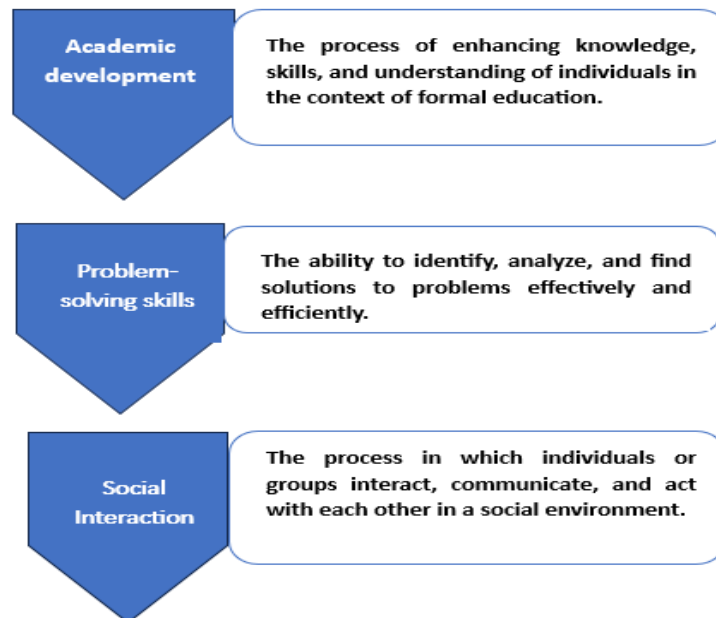 Academic
development
The process of enhancing knowledge,
skills, and understanding of individuals in
the context of formal education.
Problem-
solving skills
The ability to identify, analyze, and find
solutions to problems effectively and
efficiently.
Social
Interaction
The process in which individuals or
groups interact, communicate, and act
with each other in a social environment.